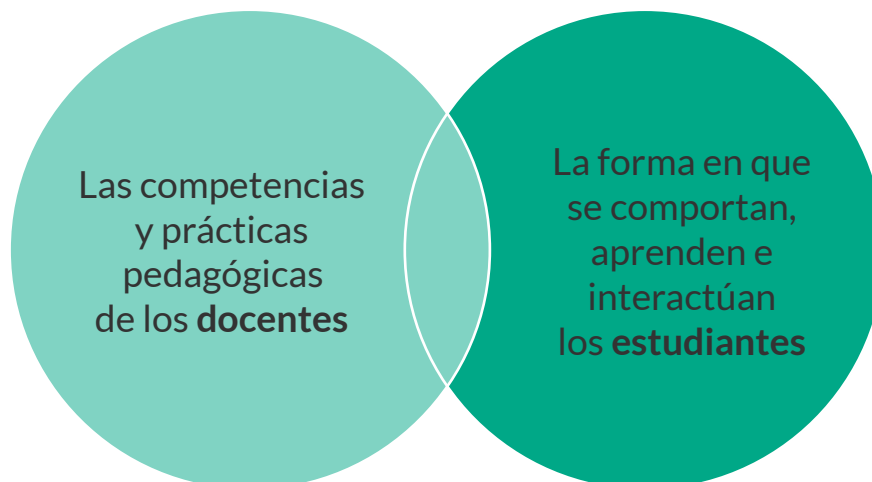 Las competencias
y prácticas
pedagógicas
de los docentes
La forma en que
se comportan,
aprenden e
interactúan
los estudiantes